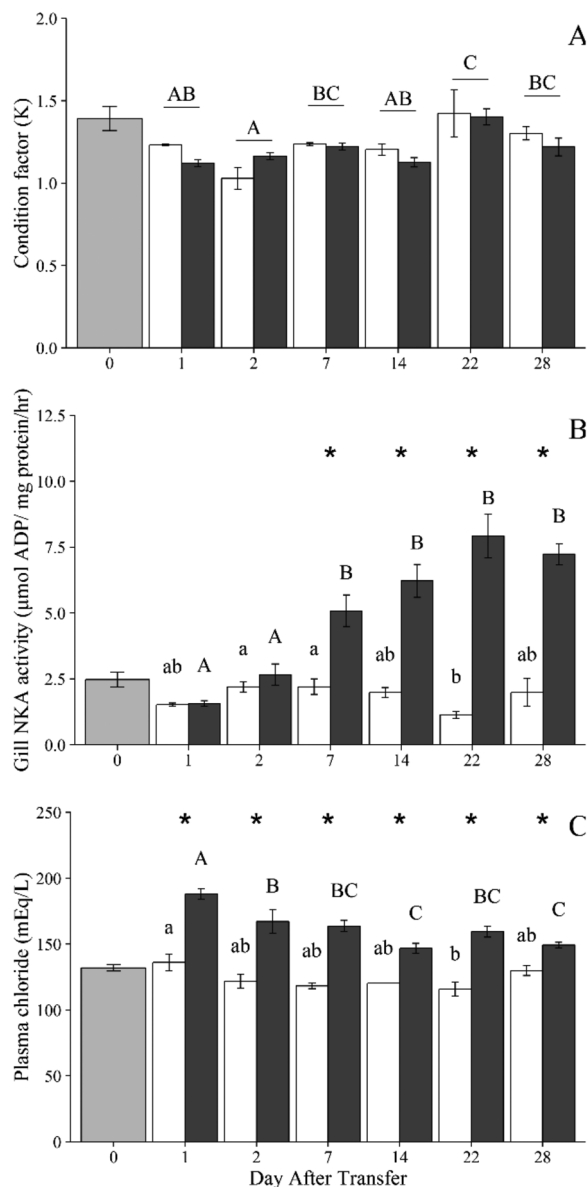 A
Condition factor (K)
2.0
1.5
1.0
0.5
0.0
AB
A
BC
AB
C
BC
0 1 2 7 14 22 28
B
Gill NKA activity (µmol ADP/ mg protein/hr)
12.5
10.0
7.5
5.0
2.5
0.0
* * * *
ab A a A a B ab B b B ab B
0 1 2 7 14 22 28
C
Plasma chloride (mEq/L)
250
200
150
100
50
0
* * * * * *
a A ab B ab BC ab C b BC ab C
0 1 2 7 14 22 28
Day After Transfer